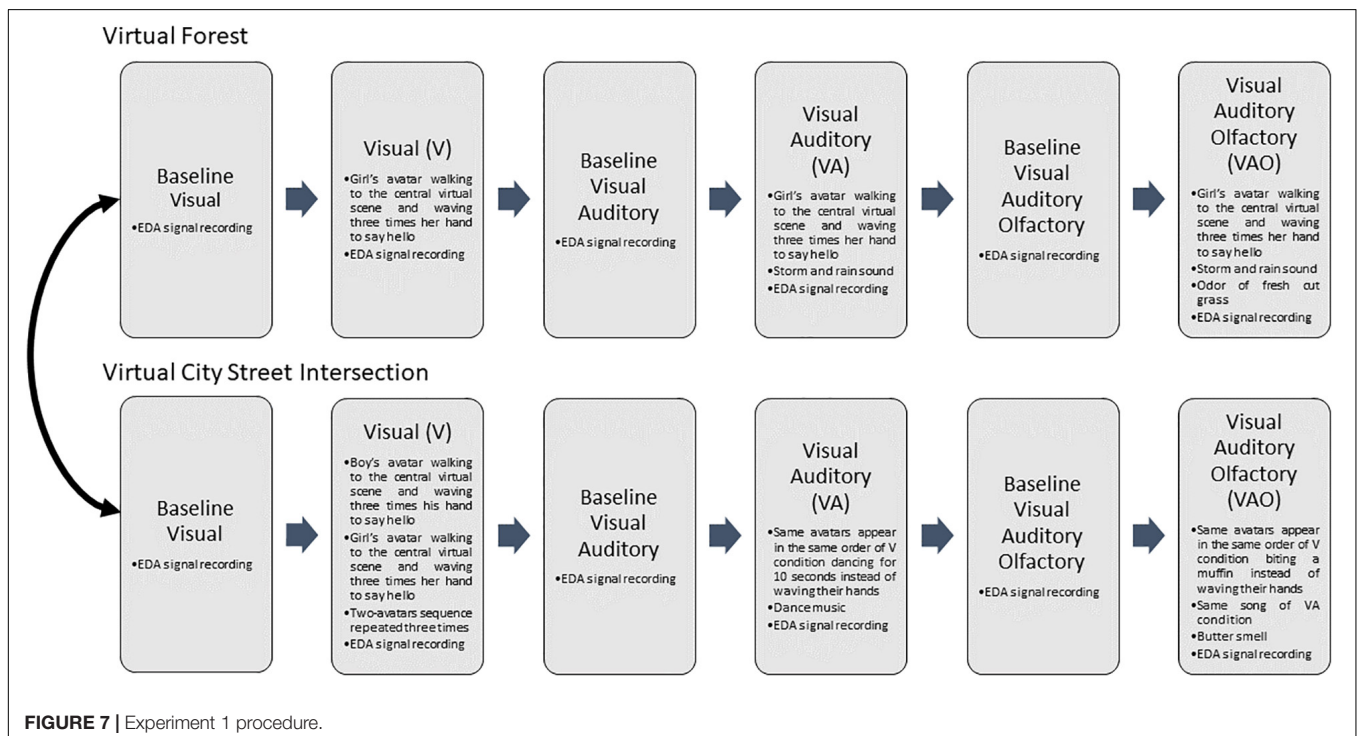 Virtual Forest
Baseline
Visual
•EDA signal recording
Visual (V)
•Girl's avatar walking
to the central virtual
scene and waving
three times her hand
to say hello
•EDA signal recording
Baseline
Visual
Auditory
•EDA signal recording
Visual
Auditory
(VA)
•Girl's avatar walking
to the central virtual
scene and waving
three times her hand
to say hello
•Storm and rain sound
•EDA signal recording
Baseline
Visual
Auditory
Olfactory
•EDA signal recording
Visual
Auditory
Olfactory
(VAO)
•Girl's avatar walking
to the central virtual
scene and waving
three times her hand
to say hello
•Storm and rain sound
•Odor of fresh cut
grass
•EDA signal recording
Virtual City Street Intersection
Baseline
Visual
•EDA signal recording
Visual (V)
•Boy's avatar walking
to the central virtual
scene and waving
three times his hand
to say hello
•Girl's avatar walking
to the central virtual
scene and waving
three times her hand
to say hello
•Two-avatars sequence
repeated three times
•EDA signal recording
Baseline
Visual
Auditory
•EDA signal recording
Visual
Auditory
(VA)
•Same avatars appear
in the same order of V
condition dancing for
10 seconds instead of
waving their hands
•Dance music
•EDA signal recording
Baseline
Visual
Auditory
Olfactory
•EDA signal recording
Visual
Auditory
Olfactory
(VAO)
•Same avatars appear
in the same order of V
condition biting a
muffin instead of
waving their hands
•Same song of VA
condition
•Butter smell
•EDA signal recording
FIGURE 7 | Experiment 1 procedure.